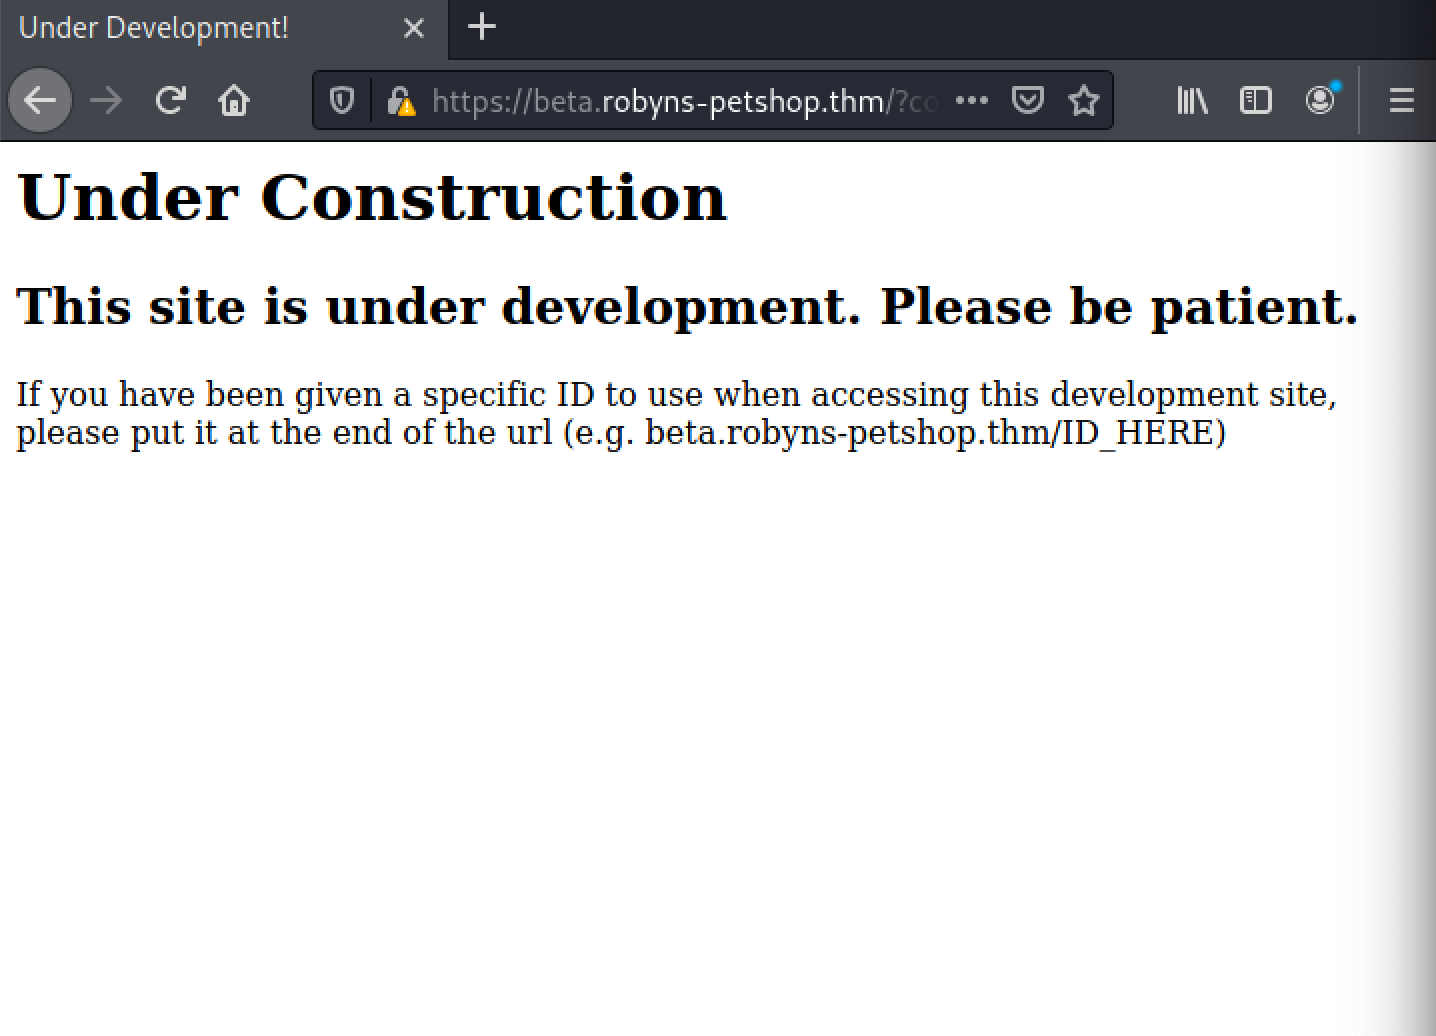 Under Development!
https://beta.robyns-petshop.thm/?co
Under Construction
This site is under development. Please be patient.
If you have been given a specific ID to use when accessing this development site,
please put it at the end of the url (e.g. beta.robyns-petshop.thm/ID_HERE)